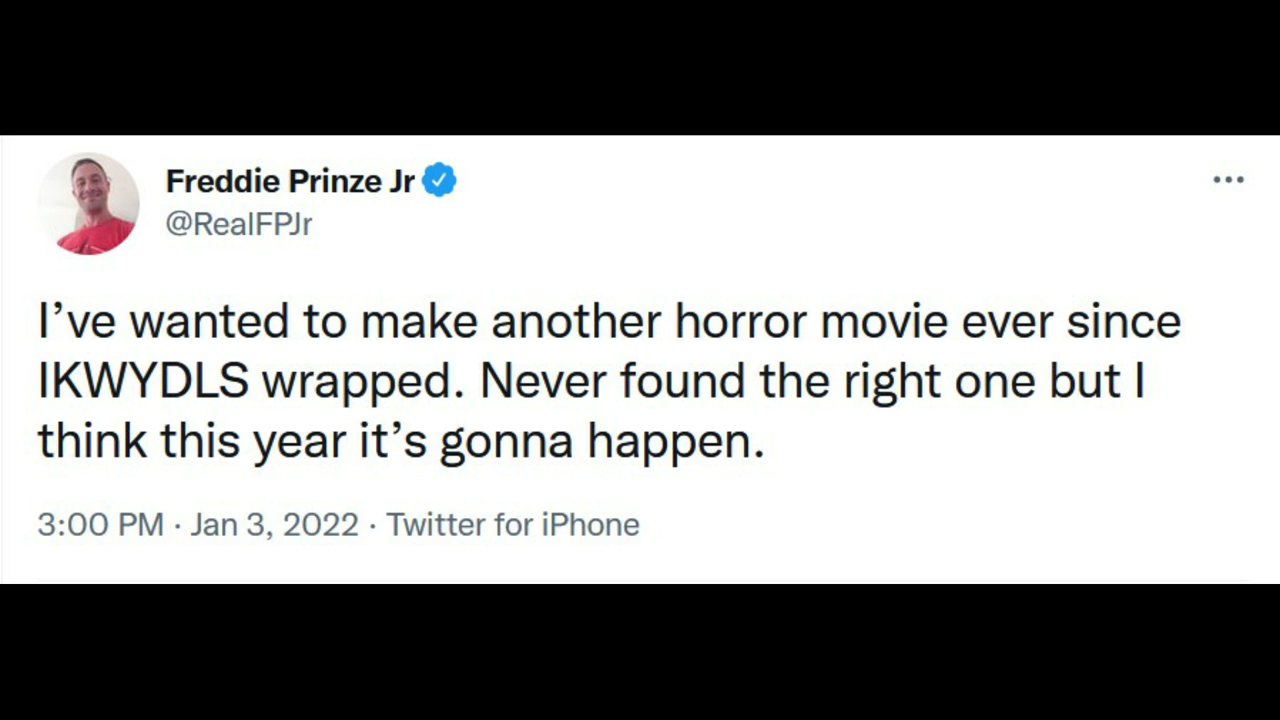 Freddie Prinze Jr
@RealFPJr
I’ve wanted to make another horror movie ever since
IKWYDLS wrapped. Never found the right one but I
think this year it’s gonna happen.
3:00 PM · Jan 3, 2022 · Twitter for iPhone